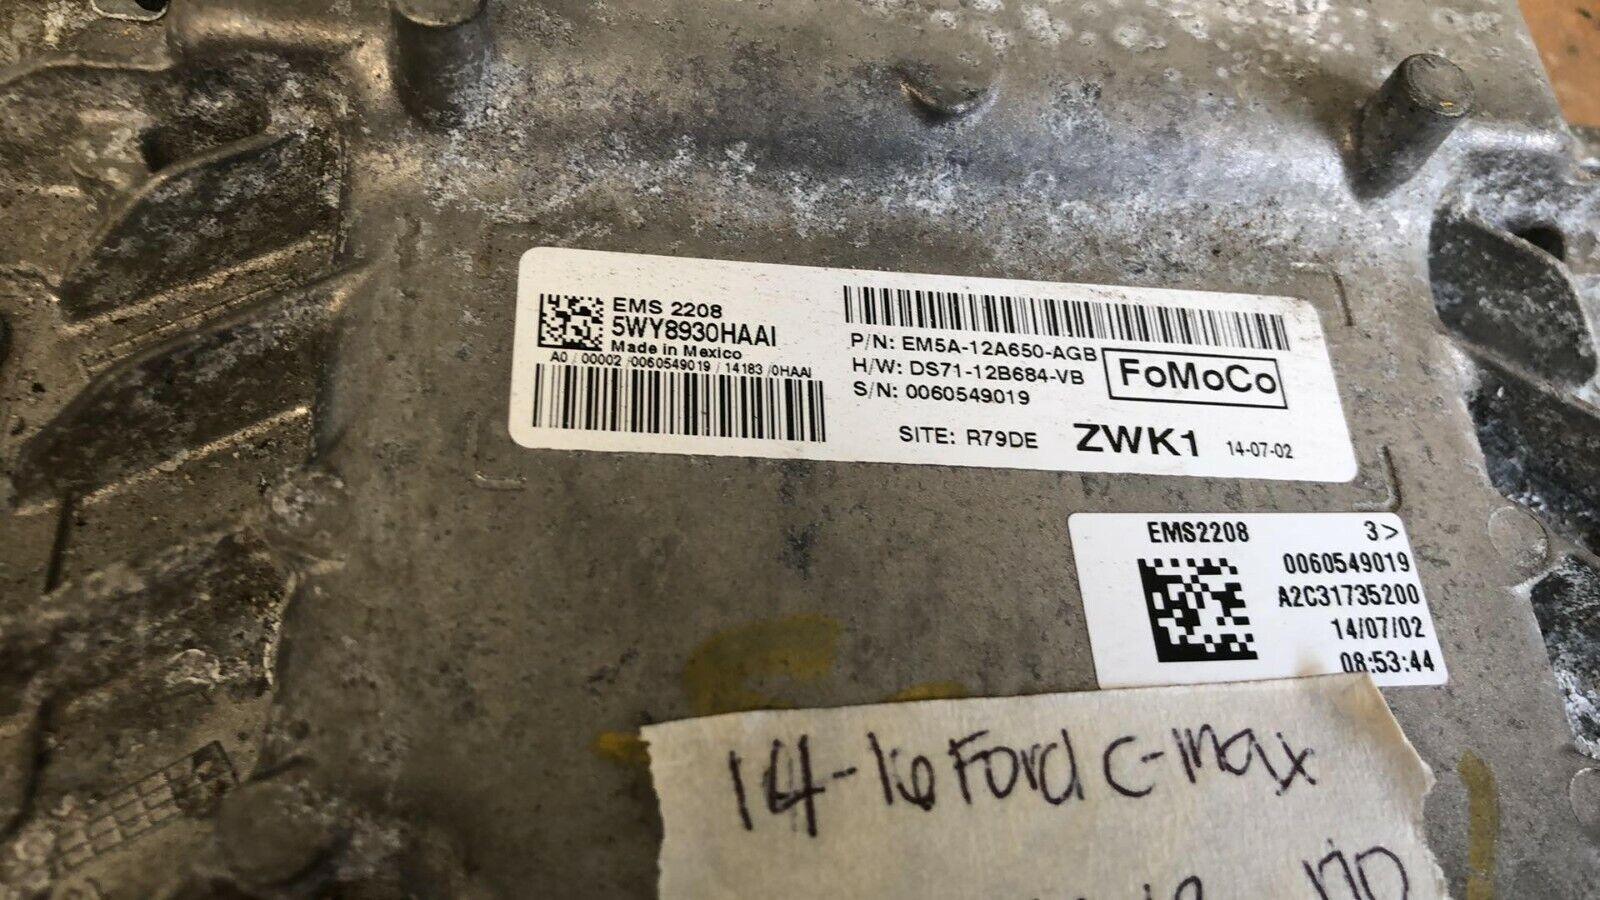 EMS 2208
5WY8930HAAI
Made in Mexico
A0 / 00002 /0060549019 / 14183 /0HAAI
P/N: EM5A-12A650-AGB
H/W: DS71-12B684-VB
S/N: 0060549019
FoMoCo
SITE: R79DE ZWK1 14-07-02
EMS2208 3>
0060549019
A2C31735200
14/07/02
08:53:44
14-16 Ford C-Max